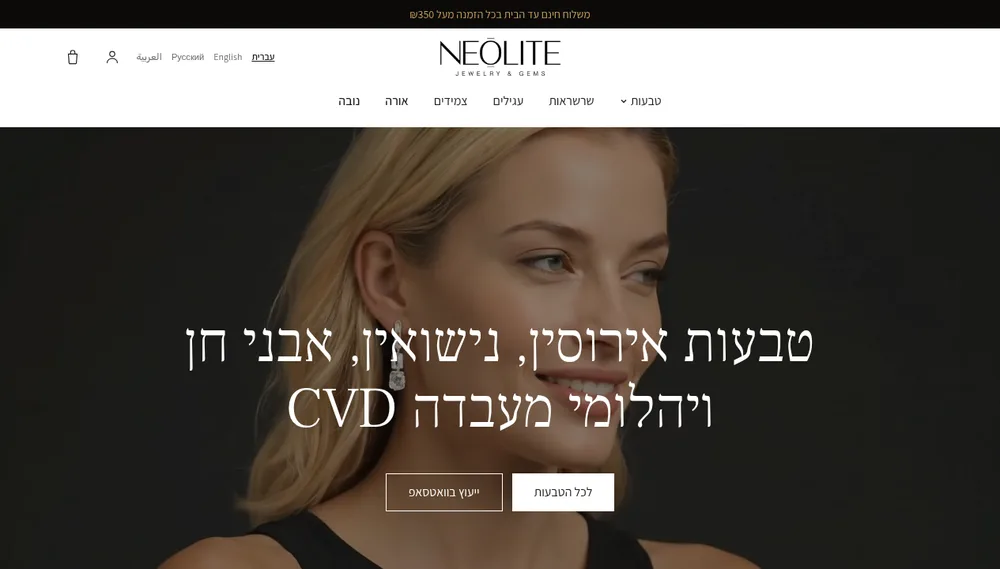 משלוח חינם עד הבית בכל הזמנה מעל 350₪
עברית English Русский العربية
NEOLITE
JEWELRY & GEMS
טבעות שרשראות עגילים צמידים אורה נובה
טבעות אירוסין, נישואין, אבני חן
ויהלומי מעבדה CVD
לכל הטבעות
ייעוץ בוואטסאפ